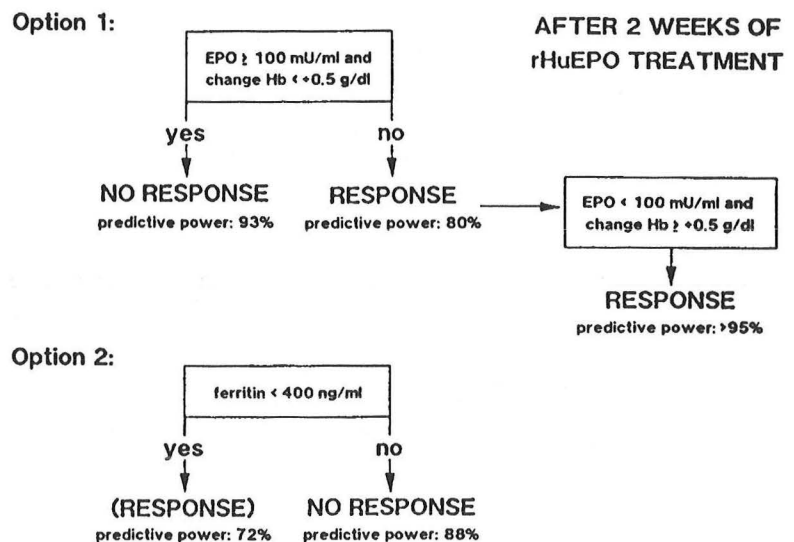 Option 1:
AFTER 2 WEEKS OF
rHuEPO TREATMENT
EPO ≥ 100 mU/ml and
change Hb < +0.5 g/dl
yes
no
NO RESPONSE
predictive power: 93%
RESPONSE
predictive power: 80%
EPO < 100 mU/ml and
change Hb ≥ +0.5 g/dl
RESPONSE
predictive power: >95%
Option 2:
ferritin < 400 ng/ml
yes
no
(RESPONSE)
predictive power: 72%
NO RESPONSE
predictive power: 88%